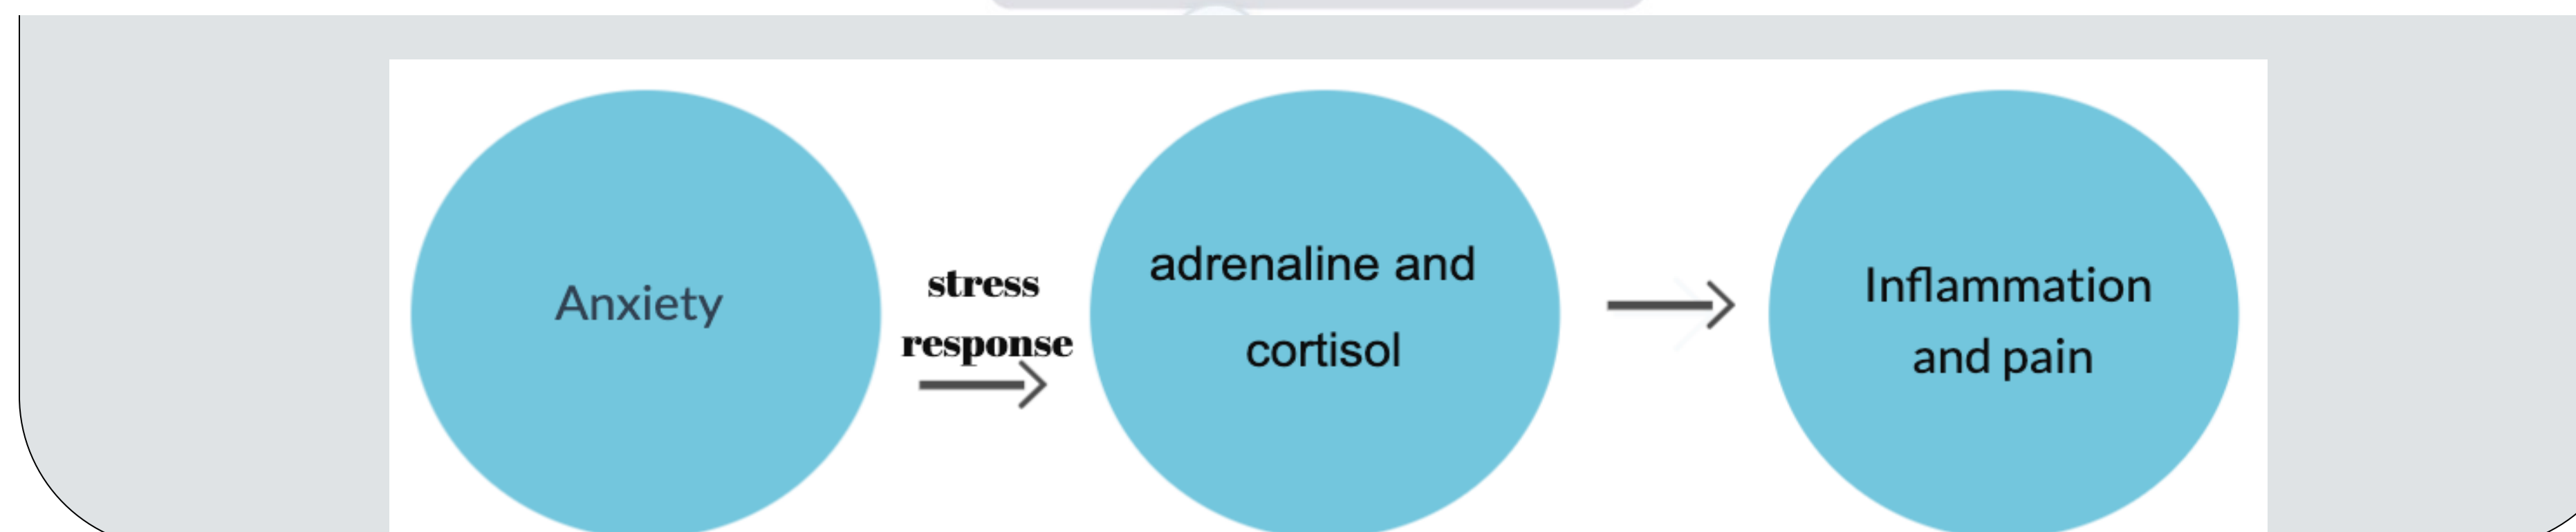 Anxiety
stress
response
adrenaline and
cortisol
Inflammation
and pain